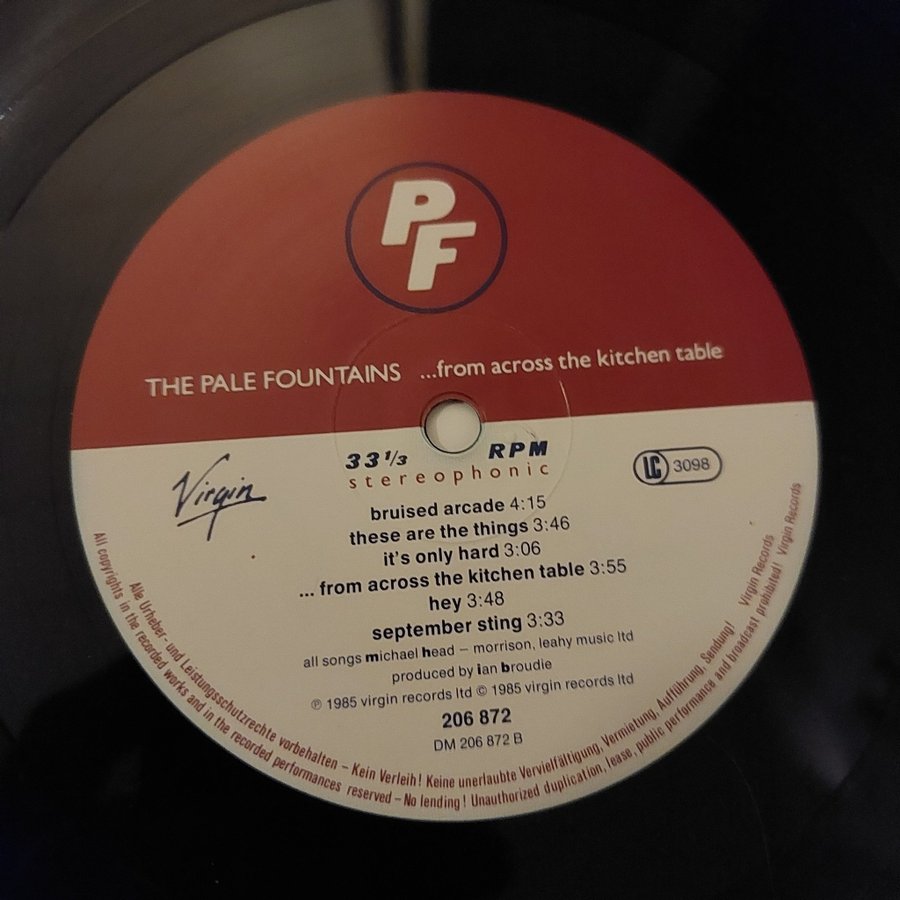 PF
THE PALE FOUNTAINS ...from across the kitchen table
33 1/3 RPM
stereophonic
Virgin
LC 3098
bruised arcade 4:15
these are the things 3:46
it's only hard 3:06
... from across the kitchen table 3:55
hey 3:48
september sting 3:33
all songs michael head – morrison, leahy music ltd
produced by ian broudie
℗ 1985 virgin records ltd © 1985 virgin records ltd
206 872
DM 206 872 B
Alle Urheber- und Leistungsschutzrechte vorbehalten – Kein Verleih! Keine unerlaubte Vervielfältigung, Vermietung, Aufführung, Sendung! Virgin Records
All copyrights in the recorded works and in the recorded performances reserved – No lending! Unauthorized duplication, lease, public performance and broadcast prohibited! Virgin Records